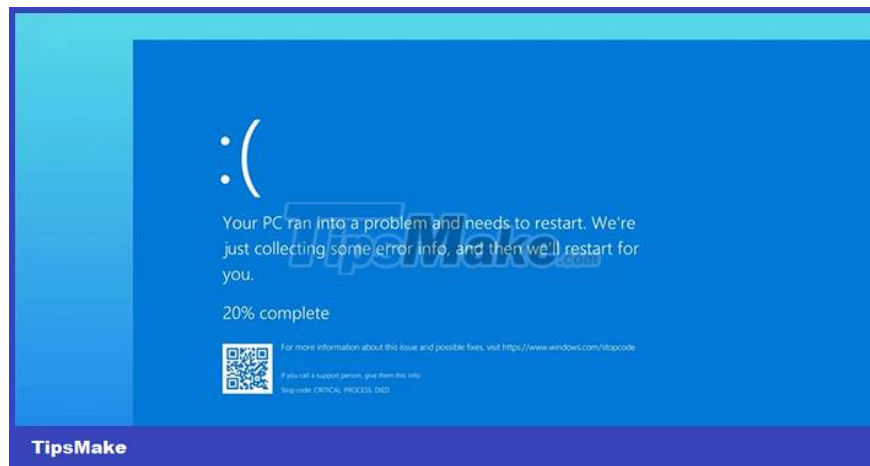 :(
Your PC ran into a problem and needs to restart. We're
just collecting some error info, and then we'll restart for
you.
TipsMake.com
20% complete
For more information about this issue and possible fixes, visit https://www.windows.com/stopcode
If you call a support person, give them this info:
Stop code: CRITICAL_PROCESS_DIED
TipsMake